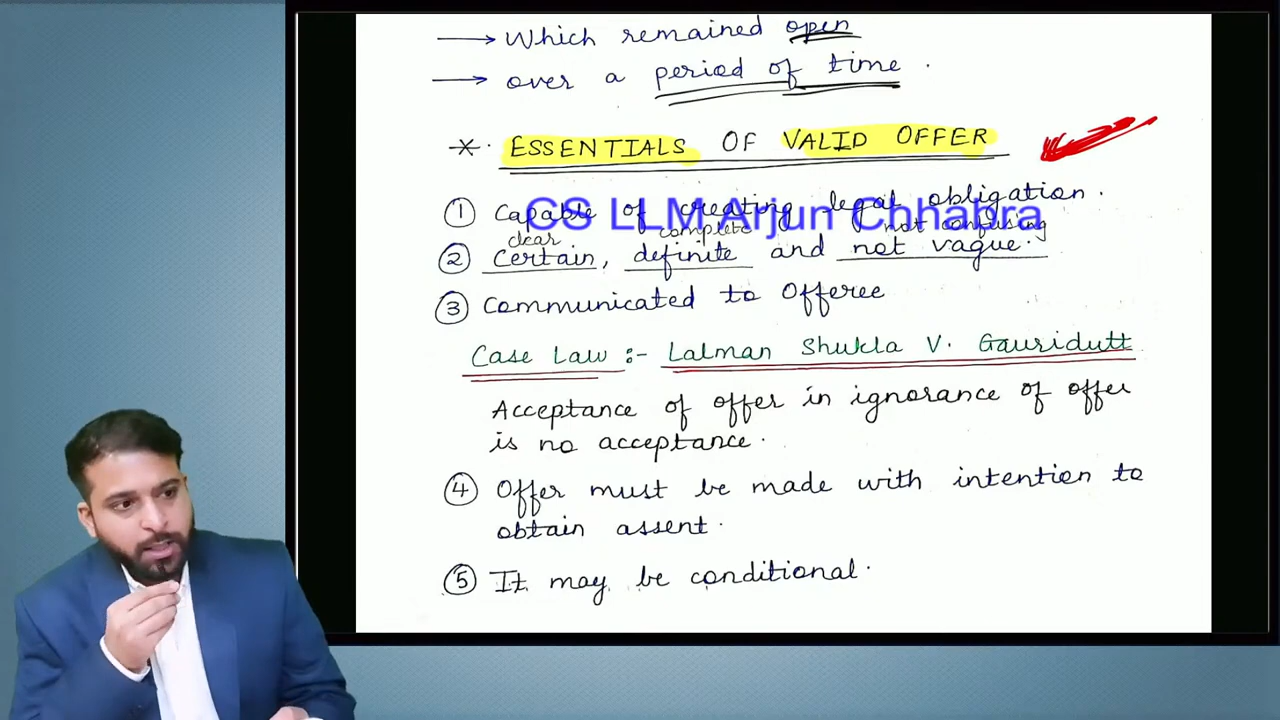 → Which remained open
→ over a period of time .
* · ESSENTIALS OF VALID OFFER
① Capable of creating legal obligation .
CS LLM Arjun Chhabra
clear complete not confusing
② Certain, definite and not vague.
③ Communicated to Offeree
Case Law :- Lalman Shukla V. Gauridutt
Acceptance of offer in ignorance of offer
is no acceptance.
④ Offer must be made with intention to
obtain assent.
⑤ It may be conditional.